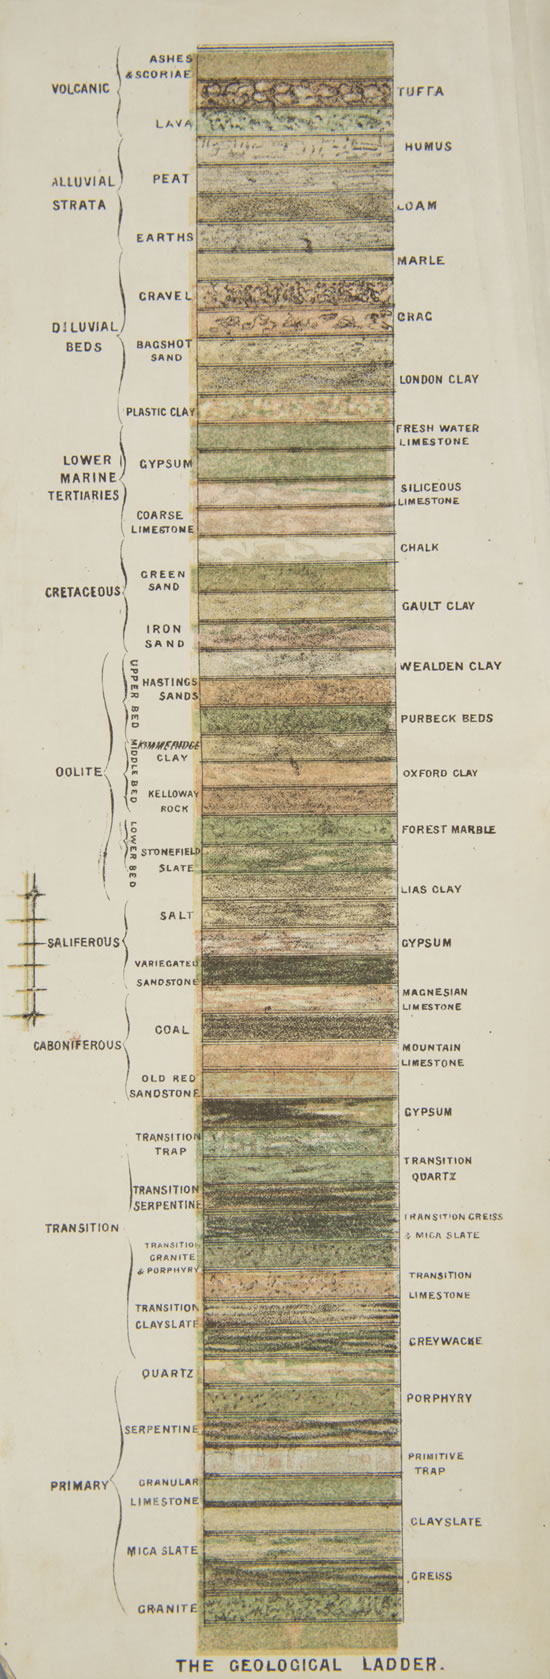 ASHES
& SCORIAE
VOLCANIC
TUFFA
LAVA
HUMUS
ALLUVIAL
STRATA
PEAT
LOAM
EARTHS
MARLE
GRAVEL
CRAG
DILUVIAL
BEDS
BAGSHOT
SAND
LONDON CLAY
PLASTIC CLAY
FRESH WATER
LIMESTONE
LOWER
MARINE
TERTIARIES
GYPSUM
SILICEOUS
LIMESTONE
COARSE
LIMESTONE
CHALK
CRETACEOUS
GREEN
SAND
GAULT CLAY
IRON
SAND
WEALDEN CLAY
UPPER BED
HASTINGS
SANDS
PURBECK BEDS
OOLITE
MIDDLE BED
KIMMERIDGE
CLAY
OXFORD CLAY
KELLOWAY
ROCK
FOREST MARBLE
LOWER BED
STONEFIELD
SLATE
LIAS CLAY
SALT
SALIFEROUS
GYPSUM
VARIEGATED
SANDSTONE
MAGNESIAN
LIMESTONE
COAL
CABONIFEROUS
MOUNTAIN
LIMESTONE
OLD RED
SANDSTONE
GYPSUM
TRANSITION
TRAP
TRANSITION
QUARTZ
TRANSITION
SERPENTINE
TRANSITION GREISS
& MICA SLATE
TRANSITION
TRANSITION
GRANITE
& PORPHYRY
TRANSITION
LIMESTONE
TRANSITION
CLAYSLATE
GREYWACKE
QUARTZ
PORPHYRY
SERPENTINE
PRIMITIVE
TRAP
PRIMARY
GRANULAR
LIMESTONE
CLAYSLATE
MICA SLATE
GREISS
GRANITE
THE GEOLOGICAL LADDER.